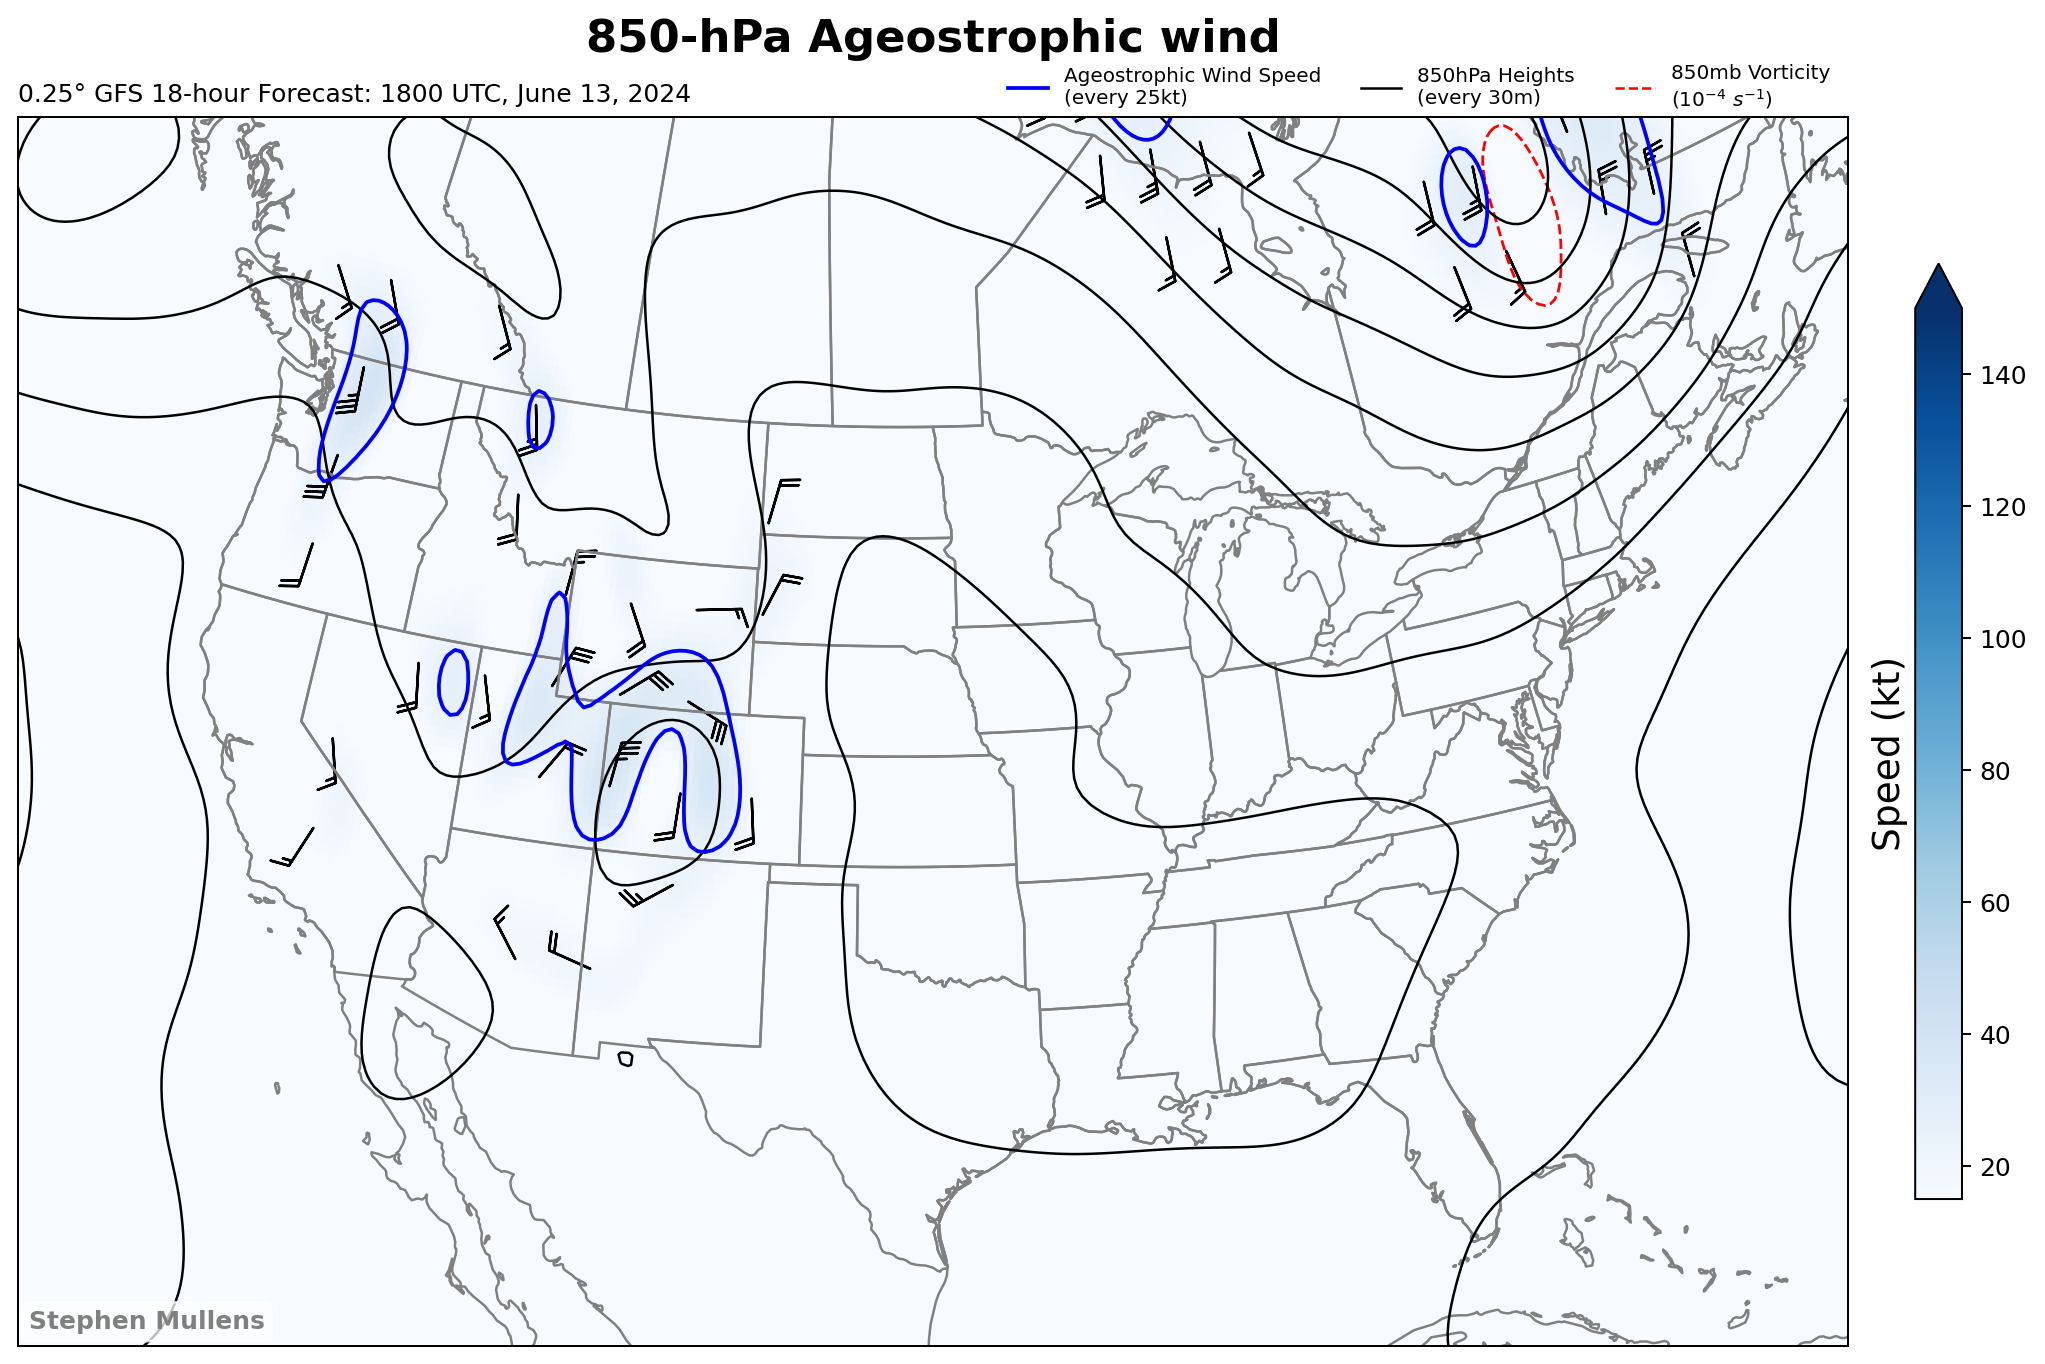 850-hPa Ageostrophic wind
0.25° GFS 18-hour Forecast: 1800 UTC, June 13, 2024
Ageostrophic Wind Speed
(every 25kt)
850hPa Heights
(every 30m)
850mb Vorticity
(10⁻⁴ s⁻¹)
140
120
100
80
60
40
20
Speed (kt)
Stephen Mullens